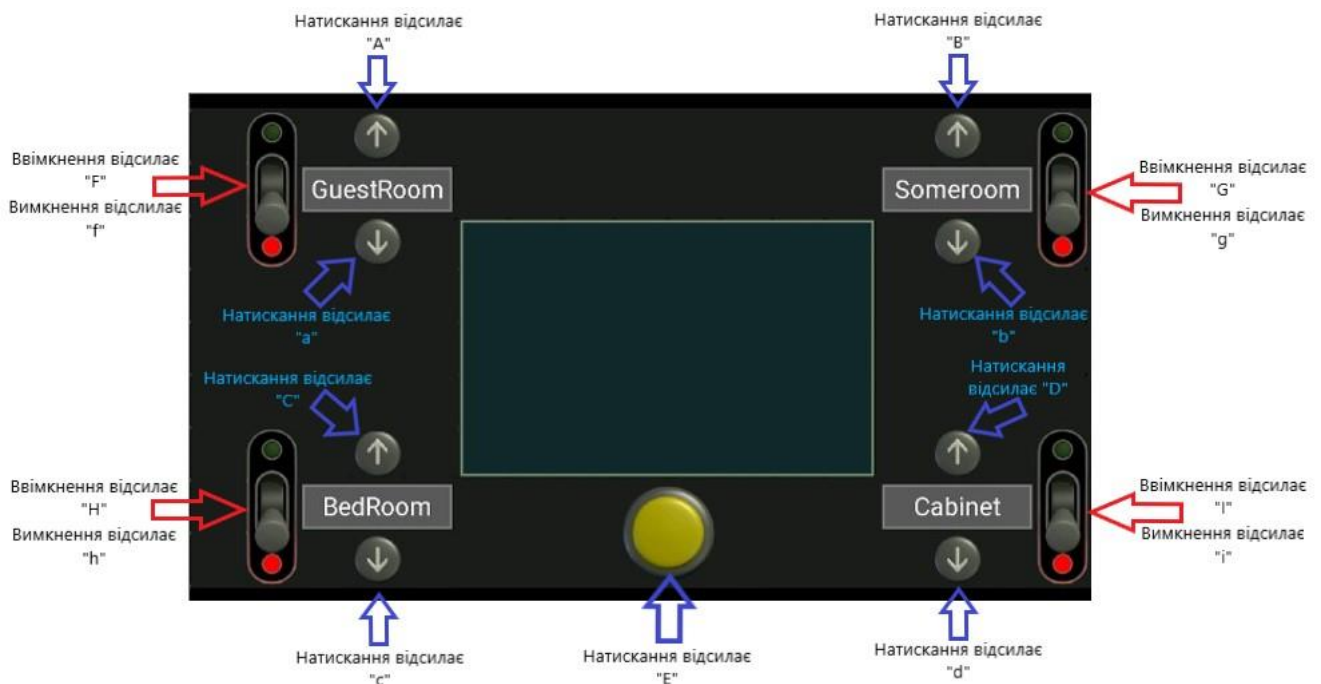 Натискання відсилає
"A"
Натискання відсилає
"B"
Ввімкнення відсилає
"F"
Вимкнення відслилає
"f"
GuestRoom
Someroom
Ввімкнення відсилає
"G"
Вимкнення відсилає
"g"
Натискання відсилає
"a"
Натискання відсилає
"b"
Натискання відсилає
"C"
Натискання
відсилає "D"
Ввімкнення відсилає
"H"
Вимкнення відсилає
"h"
BedRoom
Cabinet
Ввімкнення відсилає
"I"
Вимкнення відсилає
"i"
Натискання відсилає
"c"
Натискання відсилає
"E"
Натискання відсилає
"d"